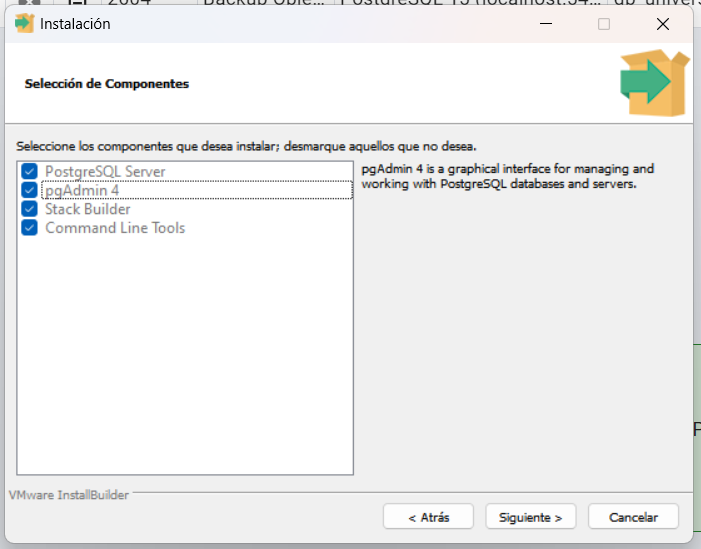 Instalación
Selección de Componentes
Seleccione los componentes que desea instalar; desmarque aquellos que no desea.
PostgreSQL Server
pgAdmin 4
Stack Builder
Command Line Tools
pgAdmin 4 is a graphical interface for managing and
working with PostgreSQL databases and servers.
VMware InstallBuilder
< Atrás
Siguiente >
Cancelar